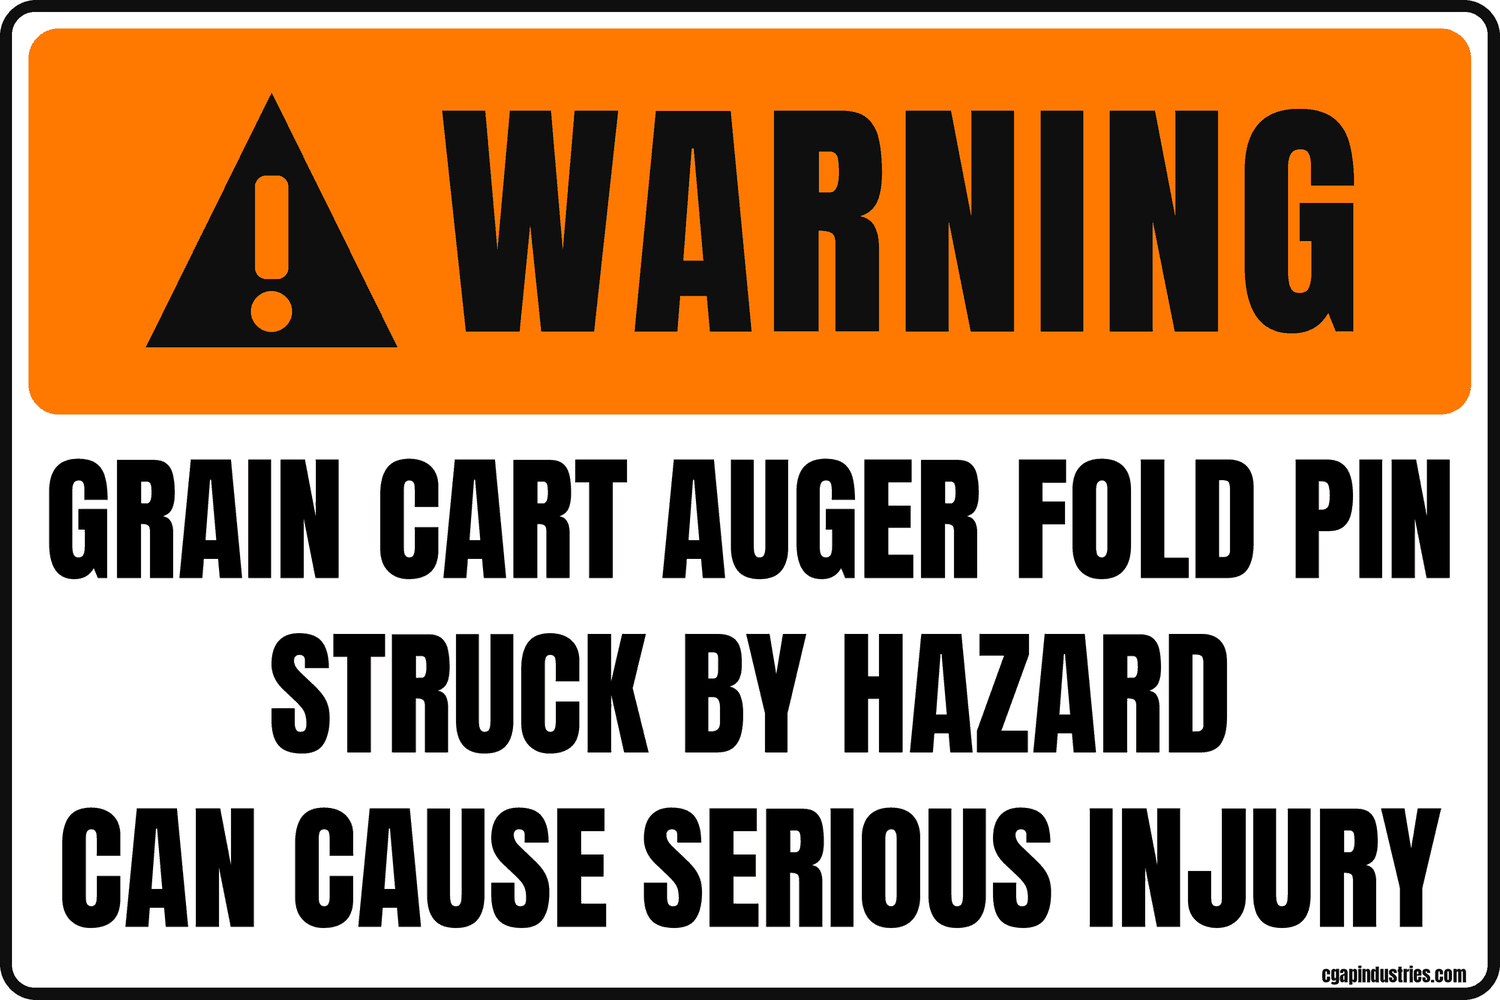 WARNING
GRAIN CART AUGER FOLD PIN
STRUCK BY HAZARD
CAN CAUSE SERIOUS INJURY
cgapindustries.com